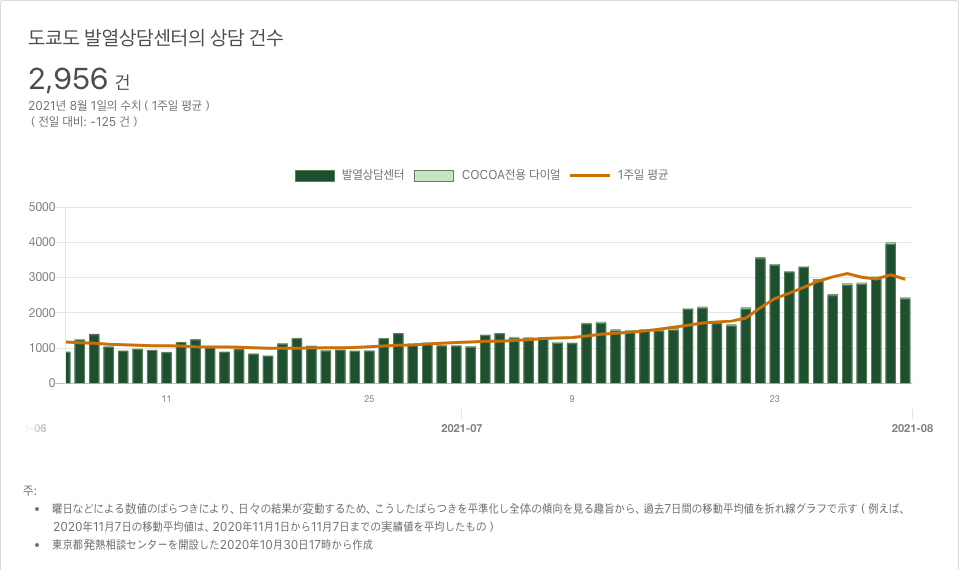 도쿄도 발열상담센터의 상담 건수
2,956 건
2021년 8월 1일의 수치 ( 1주일 평균 )
( 전일 대비: -125 건 )
발열상담센터 COCOA전용 다이얼 1주일 평균
5000
4000
3000
2000
1000
0
11 25 9 23
-06 2021-07 2021-08
주:
• 曜日などによる数値のばらつきにより、日々の結果が変動するため、こうしたばらつきを平準化し全体の傾向を見る趣旨から、過去7日間の移動平均値を折れ線グラフで示す ( 例えば、
2020年11月7日の移動平均値は、2020年11月1日から11月7日までの実績値を平均したもの )
• 東京都発熱相談センターを開設した2020年10月30日17時から作成